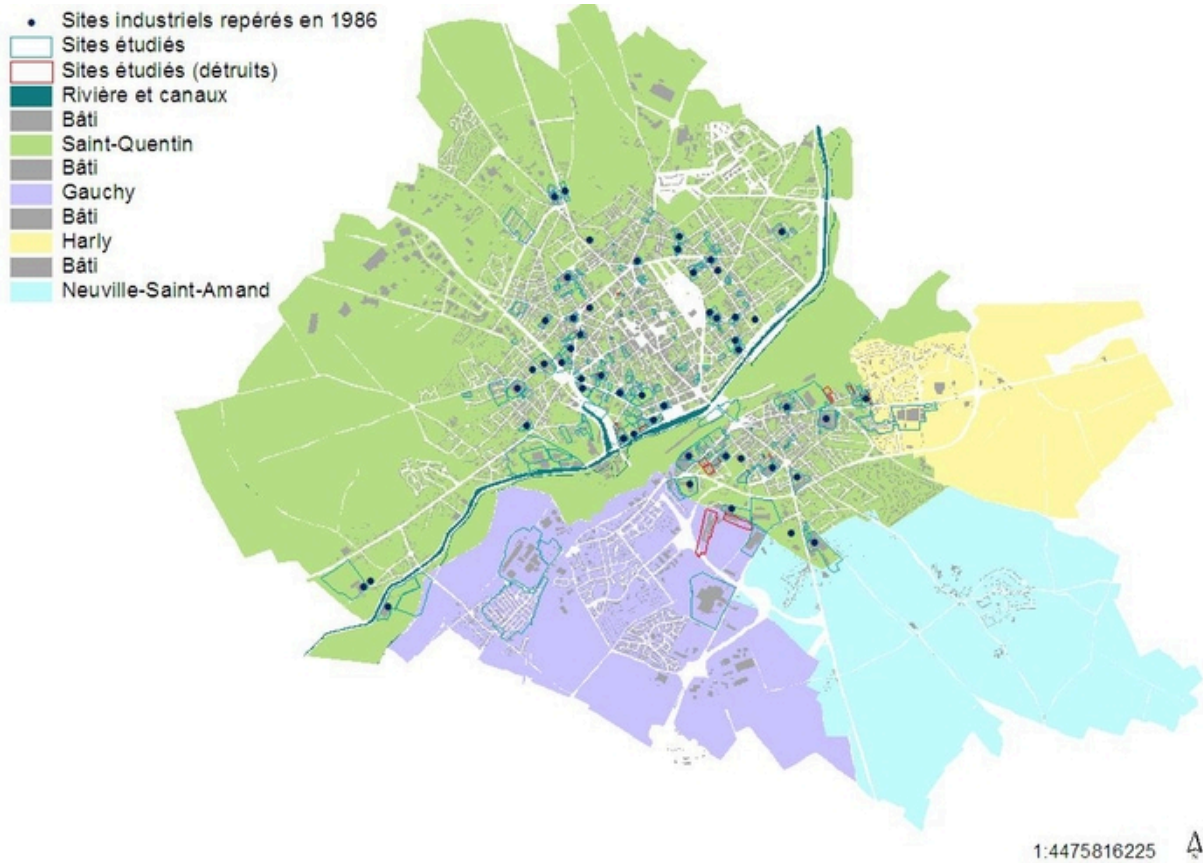 Sites industriels repérés en 1986
Sites étudiés
Sites étudiés (détruits)
Rivière et canaux
Bâti
Saint-Quentin
Bâti
Gauchy
Bâti
Harly
Bâti
Neuville-Saint-Amand
1:4475816225